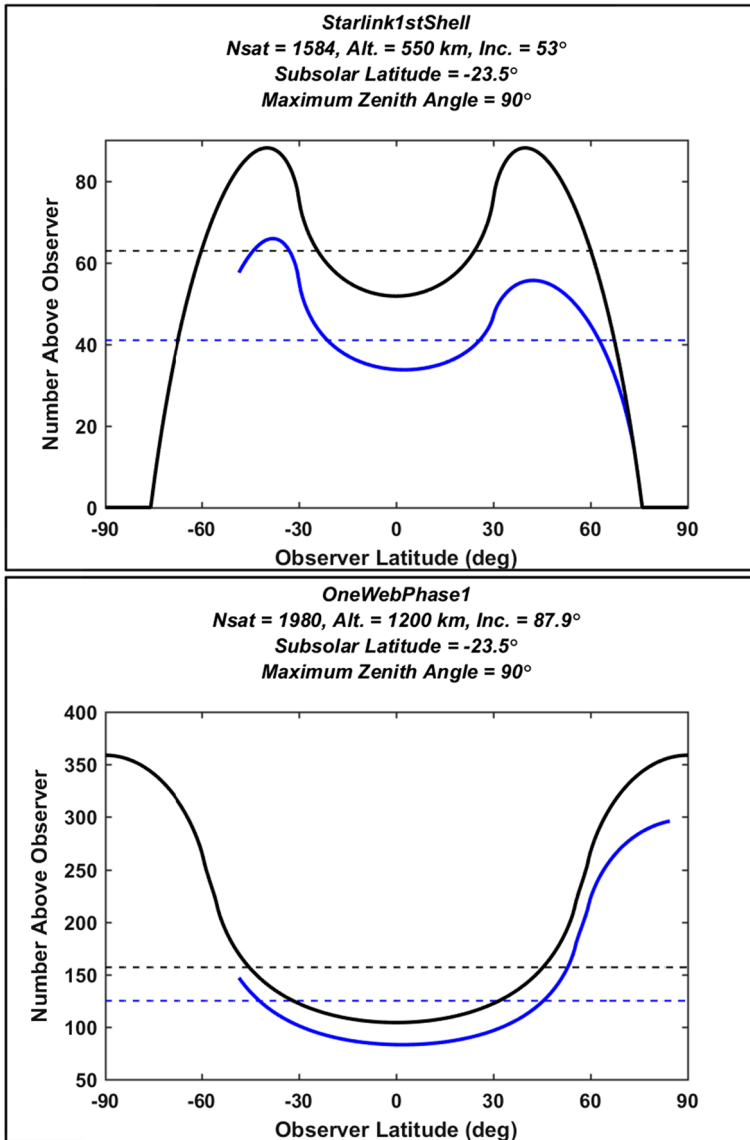 Starlink1stShell
Nsat = 1584, Alt. = 550 km, Inc. = 53°
Subsolar Latitude = -23.5°
Maximum Zenith Angle = 90°
Number Above Observer
80
60
40
20
0
-90 -60 -30 0 30 60 90
Observer Latitude (deg)
OneWebPhase1
Nsat = 1980, Alt. = 1200 km, Inc. = 87.9°
Subsolar Latitude = -23.5°
Maximum Zenith Angle = 90°
Number Above Observer
400
350
300
250
200
150
100
50
-90 -60 -30 0 30 60 90
Observer Latitude (deg)